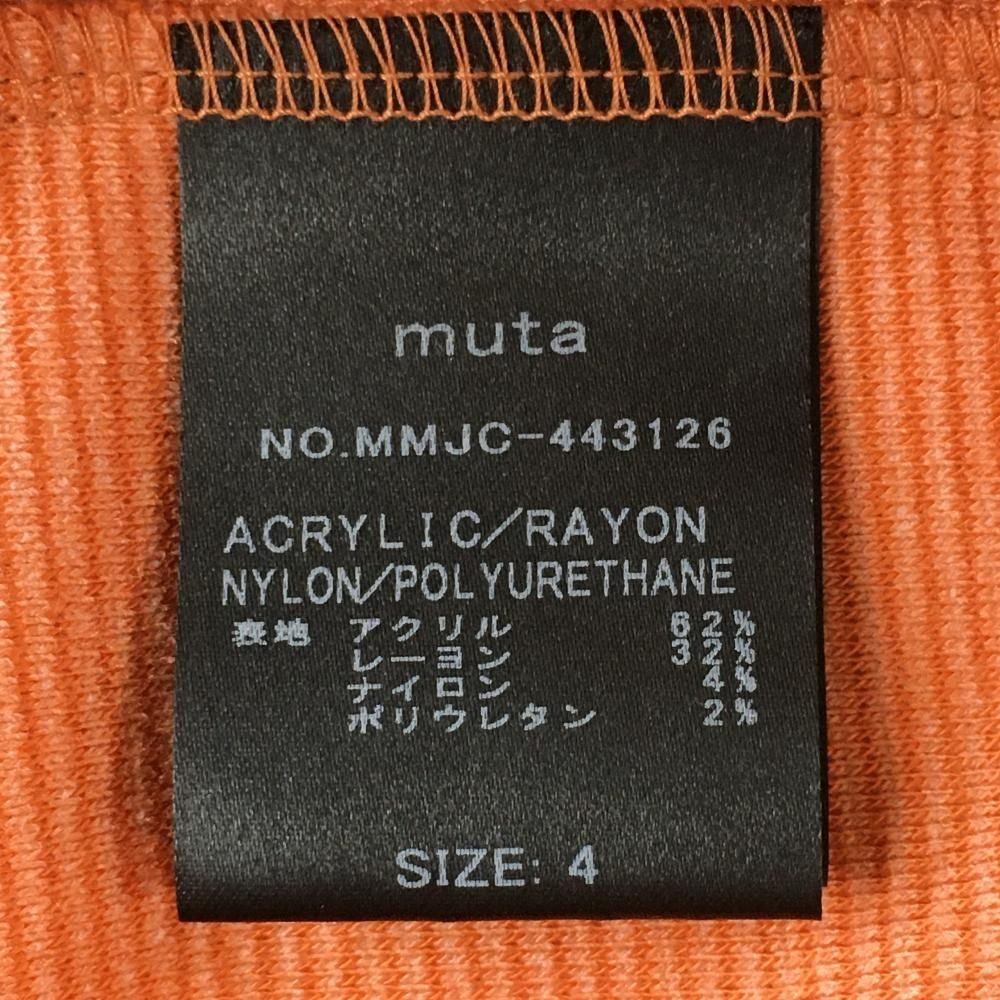 muta
NO.MMJC-443126
ACRYLIC/RAYON
NYLON/POLYURETHANE
表地 アクリル 62%
レーヨン 32%
ナイロン 4%
ポリウレタン 2%
SIZE: 4